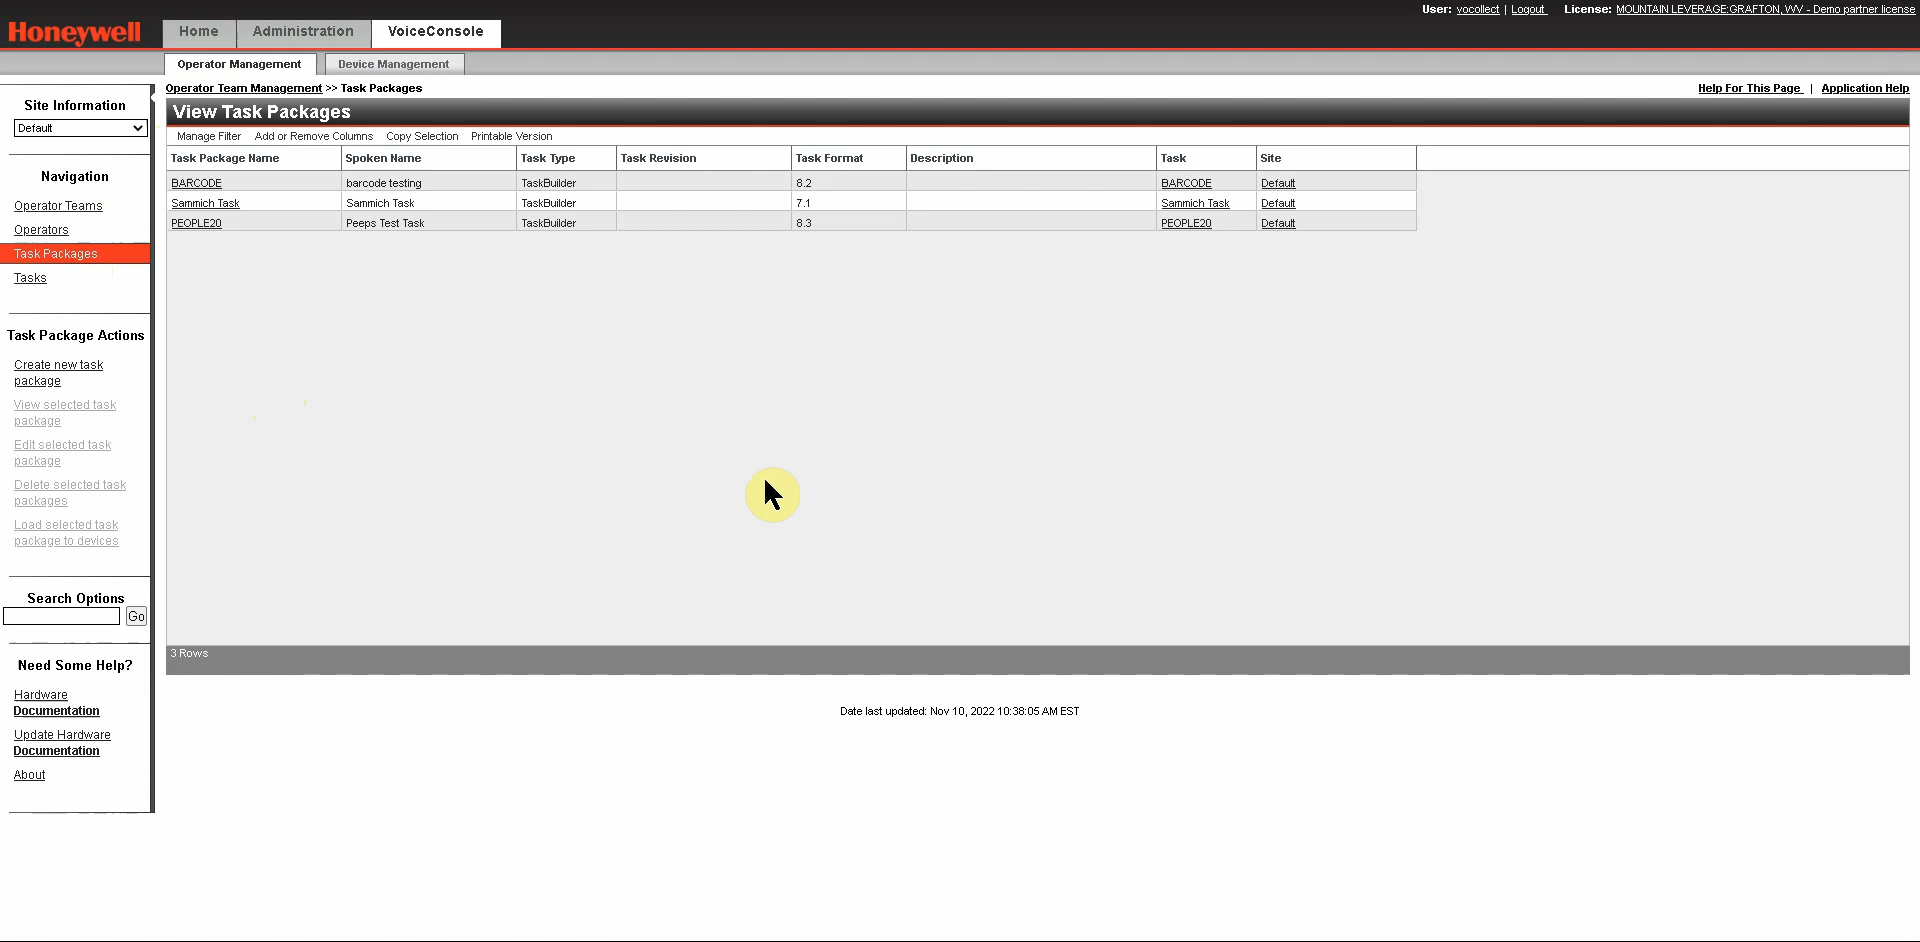 User: vocollect | Logout License: MOUNTAIN LEVERAGE:GRAFTON, WV - Demo partner license
Honeywell
Home Administration VoiceConsole
Operator Management Device Management
Operator Team Management >> Task Packages
Help For This Page | Application Help
Site Information
Default
Navigation
Operator Teams
Operators
Task Packages
Tasks
Task Package Actions
Create new task
package
View selected task
package
Edit selected task
package
Delete selected task
packages
Load selected task
package to devices
Search Options
Go
Need Some Help?
Hardware
Documentation
Update Hardware
Documentation
About
View Task Packages
Manage Filter Add or Remove Columns Copy Selection Printable Version
Task Package Name Spoken Name Task Type Task Revision Task Format Description Task Site
BARCODE barcode testing TaskBuilder 8.2 BARCODE Default
Sammich Task Sammich Task TaskBuilder 7.1 Sammich Task Default
PEOPLE20 Peeps Test Task TaskBuilder 8.3 PEOPLE20 Default
3 Rows
Date last updated: Nov 10, 2022 10:38:05 AM EST